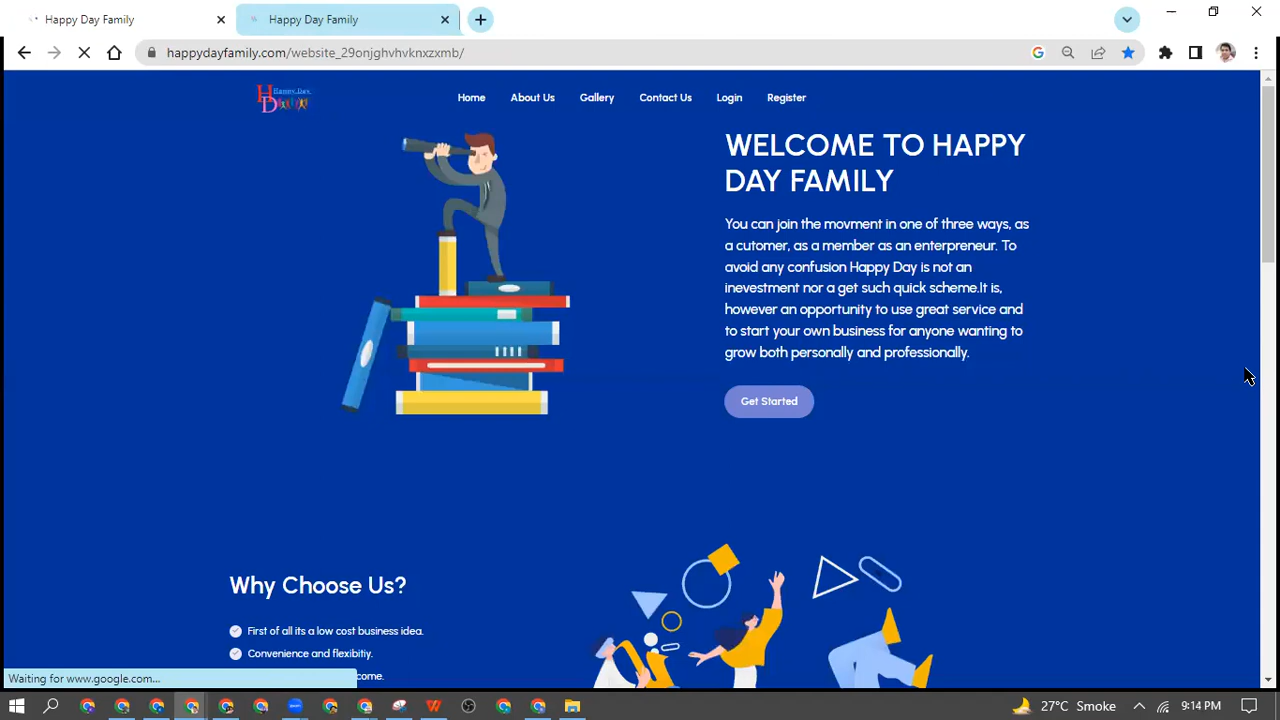 Happy Day Family
Happy Day Family
happydayfamily.com/website_29onjghvhvknxzxmb/
Happy Day
Home About Us Gallery Contact Us Login Register
WELCOME TO HAPPY
DAY FAMILY
You can join the movment in one of three ways, as
a cutomer, as a member as an enterpreneur. To
avoid any confusion Happy Day is not an
inevestment nor a get such quick scheme.It is,
however an opportunity to use great service and
to start your own business for anyone wanting to
grow both personally and professionally.
Get Started
Why Choose Us?
First of all its a low cost business idea.
Convenience and flexibitiy.
come.
Waiting for www.google.com...
27°C Smoke
9:14 PM